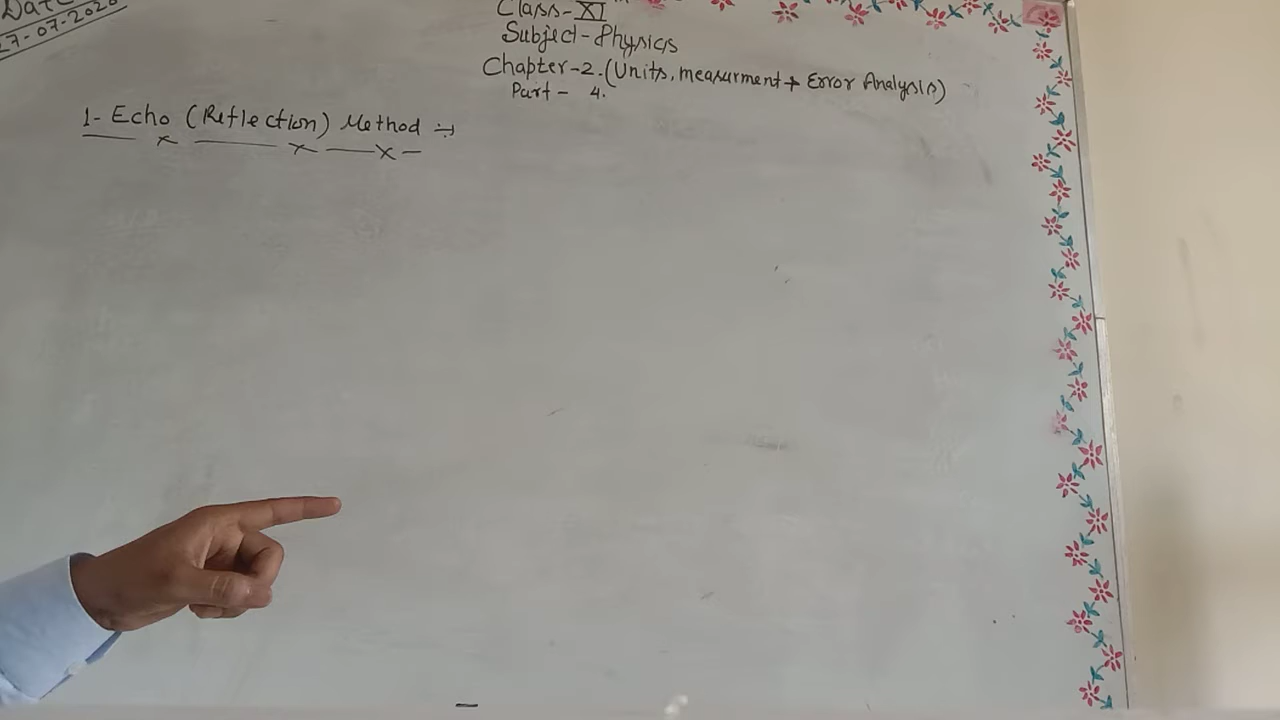 Date
27-07-2020
Class-XI
Subject-Physics
Chapter-2.(Units, measurment + Error Analysis)
Part - 4.
1- Echo (Reflection) Method :→